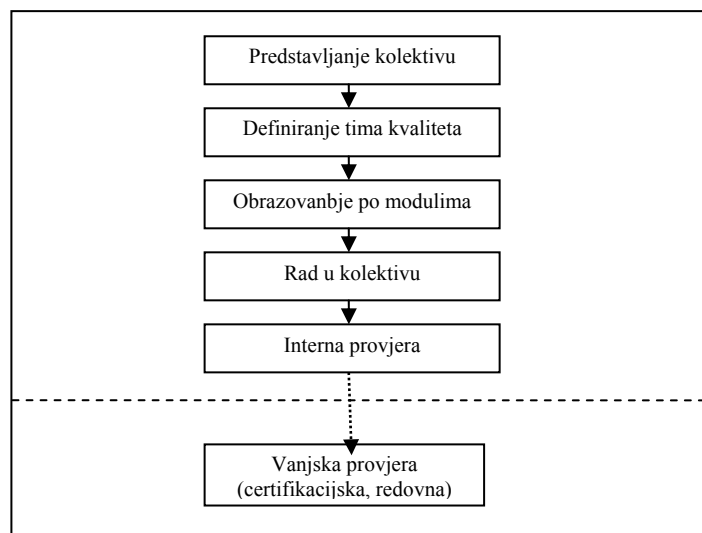 Predstavljanje kolektivu
Definiranje tima kvaliteta
Obrazovanbje po modulima
Rad u kolektivu
Interna provjera
Vanjska provjera
(certifikacijska, redovna)